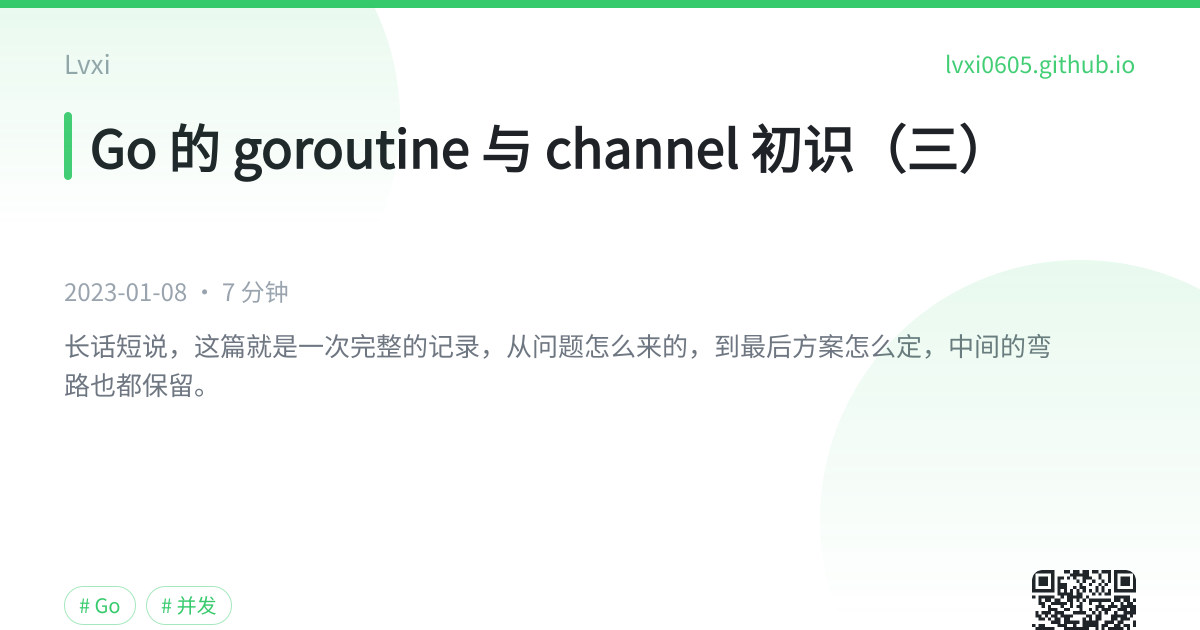 Lvxi
lvxi0605.github.io
Go 的 goroutine 与 channel 初识（三）
2023-01-08 · 7 分钟
长话短说，这篇就是一次完整的记录，从问题怎么来的，到最后方案怎么定，中间的弯
路也都保留。
# Go
# 并发